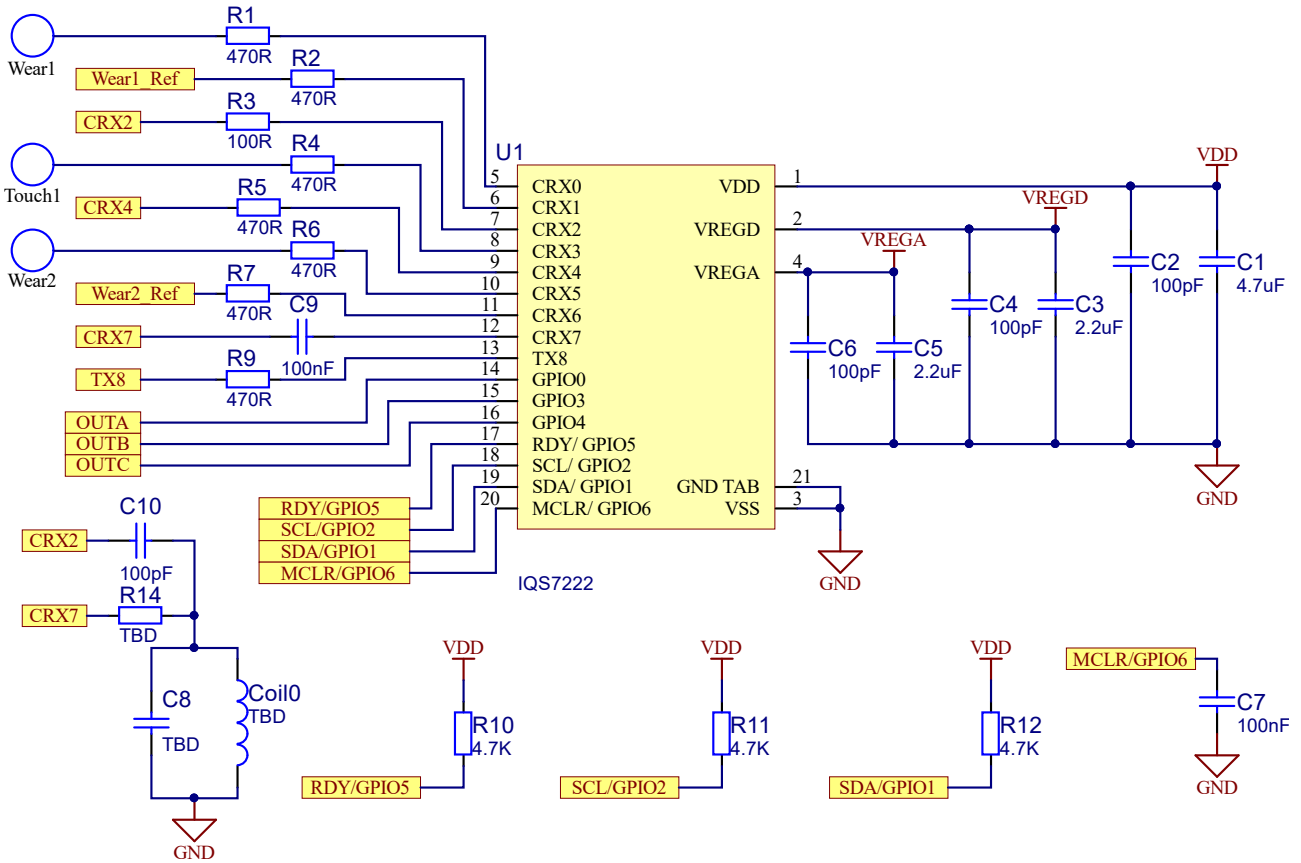 R1
470R
Wear1
R2
Wear1_Ref
470R
R3
CRX2
100R
R4
470R
Touch1
R5
CRX4
470R
R6
470R
Wear2
R7
Wear2_Ref
470R
C9
CRX7
100nF
R9
TX8
470R
OUTA
OUTB
OUTC
RDY/GPIO5
SCL/GPIO2
SDA/GPIO1
MCLR/GPIO6
U1
5 CRX0
6 CRX1
7 CRX2
8 CRX3
9 CRX4
10 CRX5
11 CRX6
12 CRX7
13 TX8
14 GPIO0
15 GPIO3
16 GPIO4
17 RDY/ GPIO5
18 SCL/ GPIO2
19 SDA/ GPIO1
20 MCLR/ GPIO6
VDD 1
VREGD 2
VREGA 4
GND TAB 21
VSS 3
IQS7222
GND
VDD
VREGD
VREGA
C2
100pF
C1
4.7uF
C4
100pF
C3
2.2uF
C6
100pF
C5
2.2uF
GND
C10
CRX2
100pF
R14
CRX7
TBD
C8
TBD
Coil0
TBD
GND
VDD
R10
4.7K
RDY/GPIO5
VDD
R11
4.7K
SCL/GPIO2
VDD
R12
4.7K
SDA/GPIO1
MCLR/GPIO6
C7
100nF
GND